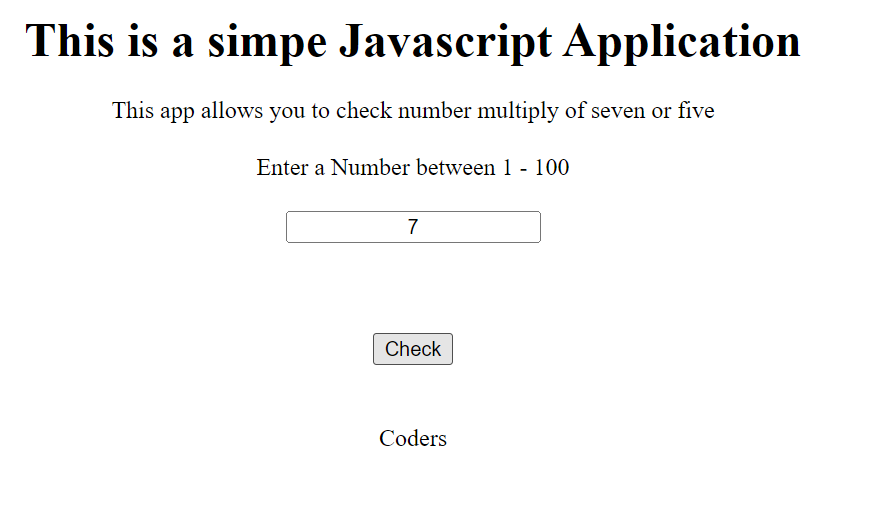 This is a simpe Javascript Application
This app allows you to check number multiply of seven or five
Enter a Number between 1 - 100
7
Check
Coders